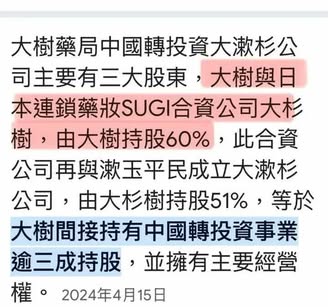 大樹藥局中國轉投資大漱杉公
司主要有三大股東，大樹與日
本連鎖藥妝SUGI合資公司大杉
樹，由大樹持股60%，此合資
公司再與漱玉平民成立大漱杉
公司，由大杉樹持股51%，等於
大樹間接持有中國轉投資事業
逾三成持股，並擁有主要經營
權。 2024年4月15日